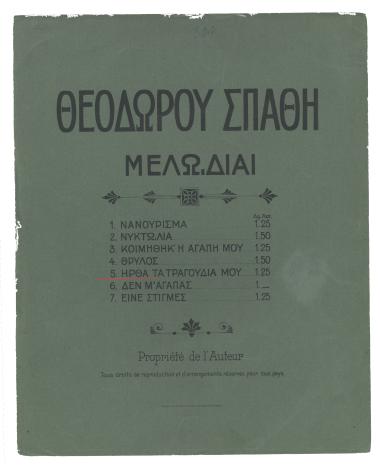 ΘΕΟΔΩΡΟΥ ΣΠΑΘΗ
ΜΕΛΩΔΙΑΙ
Δρ. Λεπ.
1. ΝΑΝΟΥΡΙΣΜΑ 1.25
2. ΝΥΚΤΩΔΙΑ 1.50
3. ΚΟΙΜΗΘΗΚ' Η ΑΓΑΠΗ ΜΟΥ 1.25
4. ΘΡΥΛΟΣ 1.50
5. ΗΡΘΑ ΤΑ ΤΡΑΓΟΥΔΙΑ ΜΟΥ 1.25
6. ΔΕΝ Μ' ΑΓΑΠΑΣ 1._
7. ΕΙΝΕ ΣΤΙΓΜΕΣ 1.25
Propriété de l'Auteur
Tous droits de reproduction et d'arrangements réservés pour tous pays.